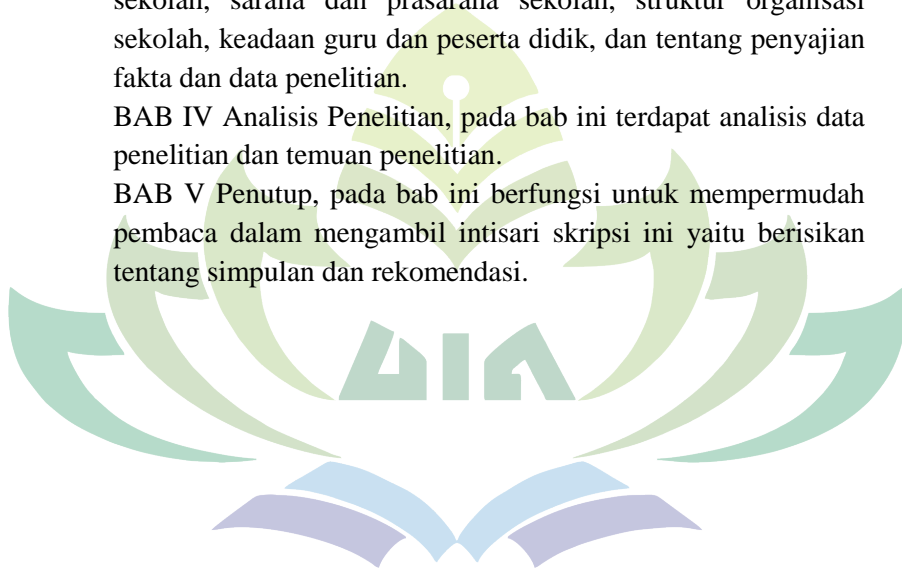 sekolah, sarana dan prasarana sekolah, struktur organisasi
sekolah, keadaan guru dan peserta didik, dan tentang penyajian
fakta dan data penelitian.
BAB IV Analisis Penelitian, pada bab ini terdapat analisis data
penelitian dan temuan penelitian.
BAB V Penutup, pada bab ini berfungsi untuk mempermudah
pembaca dalam mengambil intisari skripsi ini yaitu berisikan
tentang simpulan dan rekomendasi.
UIN